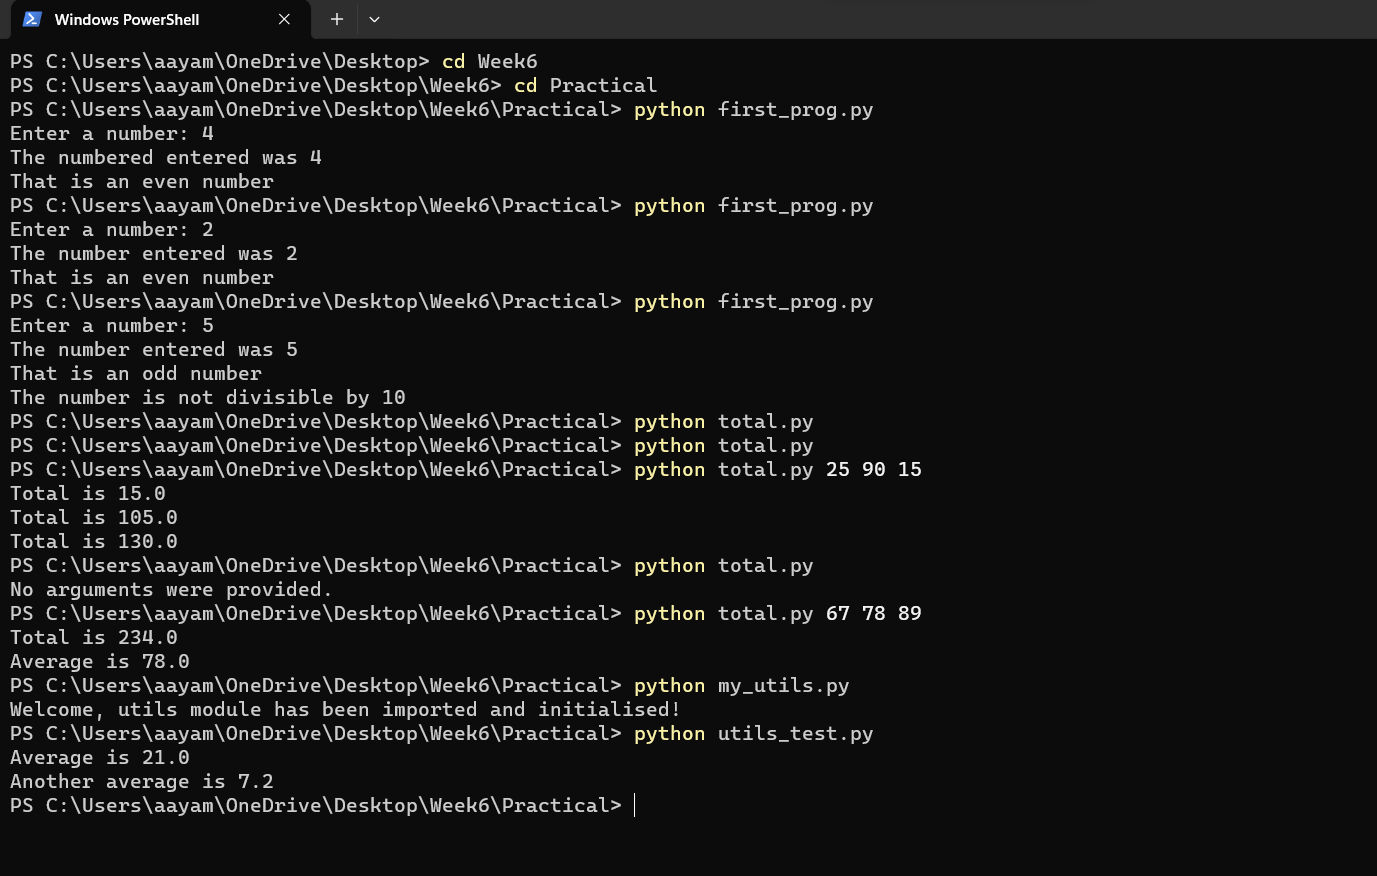 Windows PowerShell
PS C:\Users\aayam\OneDrive\Desktop> cd Week6
PS C:\Users\aayam\OneDrive\Desktop\Week6> cd Practical
PS C:\Users\aayam\OneDrive\Desktop\Week6\Practical> python first_prog.py
Enter a number: 4
The numbered entered was 4
That is an even number
PS C:\Users\aayam\OneDrive\Desktop\Week6\Practical> python first_prog.py
Enter a number: 2
The number entered was 2
That is an even number
PS C:\Users\aayam\OneDrive\Desktop\Week6\Practical> python first_prog.py
Enter a number: 5
The number entered was 5
That is an odd number
The number is not divisible by 10
PS C:\Users\aayam\OneDrive\Desktop\Week6\Practical> python total.py
PS C:\Users\aayam\OneDrive\Desktop\Week6\Practical> python total.py
PS C:\Users\aayam\OneDrive\Desktop\Week6\Practical> python total.py 25 90 15
Total is 15.0
Total is 105.0
Total is 130.0
PS C:\Users\aayam\OneDrive\Desktop\Week6\Practical> python total.py
No arguments were provided.
PS C:\Users\aayam\OneDrive\Desktop\Week6\Practical> python total.py 67 78 89
Total is 234.0
Average is 78.0
PS C:\Users\aayam\OneDrive\Desktop\Week6\Practical> python my_utils.py
Welcome, utils module has been imported and initialised!
PS C:\Users\aayam\OneDrive\Desktop\Week6\Practical> python utils_test.py
Average is 21.0
Another average is 7.2
PS C:\Users\aayam\OneDrive\Desktop\Week6\Practical>